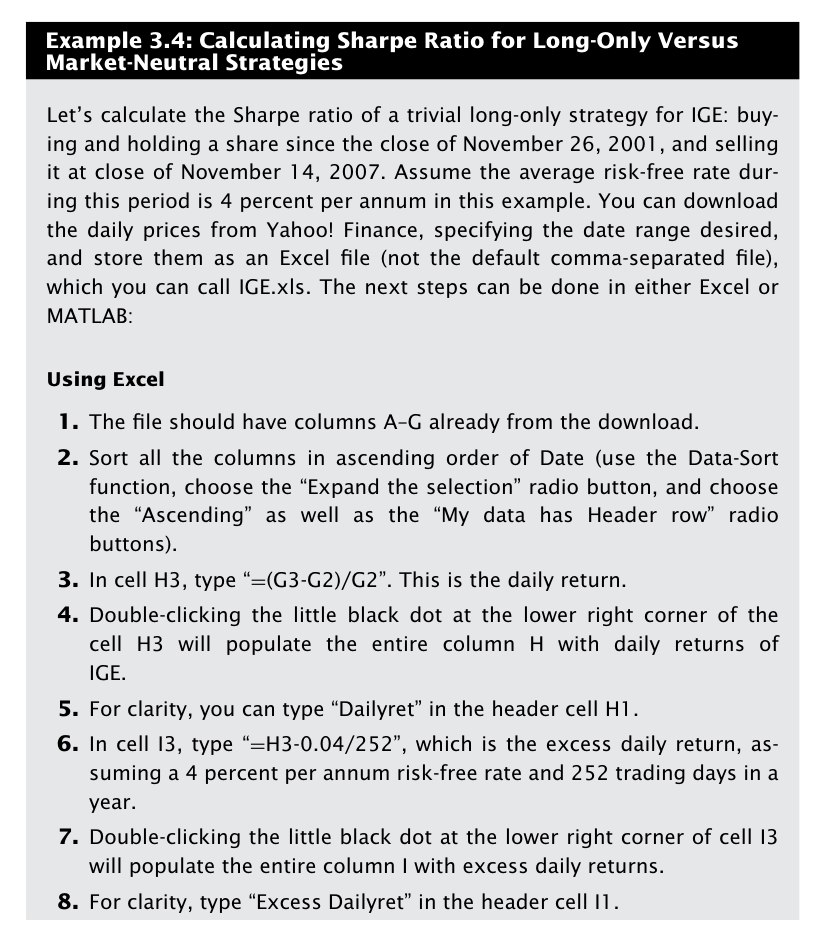 Example 3.4: Calculating Sharpe Ratio for Long-Only Versus
Market-Neutral Strategies
Let’s calculate the Sharpe ratio of a trivial long-only strategy for IGE: buy-
ing and holding a share since the close of November 26, 2001, and selling
it at close of November 14, 2007. Assume the average risk-free rate dur-
ing this period is 4 percent per annum in this example. You can download
the daily prices from Yahoo! Finance, specifying the date range desired,
and store them as an Excel file (not the default comma-separated file),
which you can call IGE.xls. The next steps can be done in either Excel or
MATLAB:
Using Excel
1. The file should have columns A–G already from the download.
2. Sort all the columns in ascending order of Date (use the Data-Sort
function, choose the “Expand the selection” radio button, and choose
the “Ascending” as well as the “My data has Header row” radio
buttons).
3. In cell H3, type “=(G3-G2)/G2”. This is the daily return.
4. Double-clicking the little black dot at the lower right corner of the
cell H3 will populate the entire column H with daily returns of
IGE.
5. For clarity, you can type “Dailyret” in the header cell H1.
6. In cell I3, type “=H3-0.04/252”, which is the excess daily return, as-
suming a 4 percent per annum risk-free rate and 252 trading days in a
year.
7. Double-clicking the little black dot at the lower right corner of cell I3
will populate the entire column I with excess daily returns.
8. For clarity, type “Excess Dailyret” in the header cell I1.